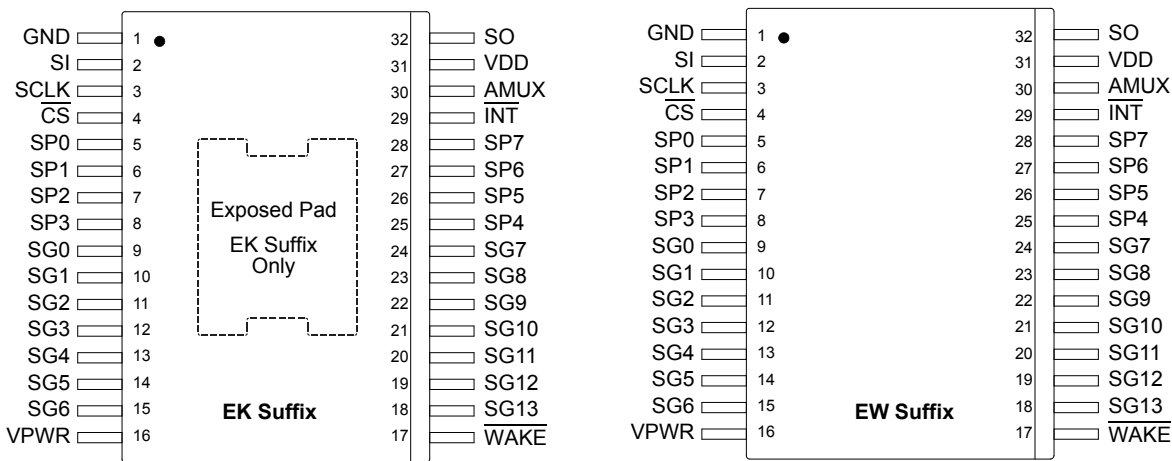 GND 1 32 SO
SI 2 31 VDD
SCLK 3 30 AMUX
CS 4 29 INT
SP0 5 28 SP7
SP1 6 27 SP6
SP2 7 26 SP5
SP3 8 25 SP4
SG0 9 24 SG7
SG1 10 23 SG8
SG2 11 22 SG9
SG3 12 21 SG10
SG4 13 20 SG11
SG5 14 19 SG12
SG6 15 18 SG13
VPWR 16 17 WAKE
Exposed Pad
EK Suffix
Only
EK Suffix
GND 1 32 SO
SI 2 31 VDD
SCLK 3 30 AMUX
CS 4 29 INT
SP0 5 28 SP7
SP1 6 27 SP6
SP2 7 26 SP5
SP3 8 25 SP4
SG0 9 24 SG7
SG1 10 23 SG8
SG2 11 22 SG9
SG3 12 21 SG10
SG4 13 20 SG11
SG5 14 19 SG12
SG6 15 18 SG13
VPWR 16 17 WAKE
EW Suffix